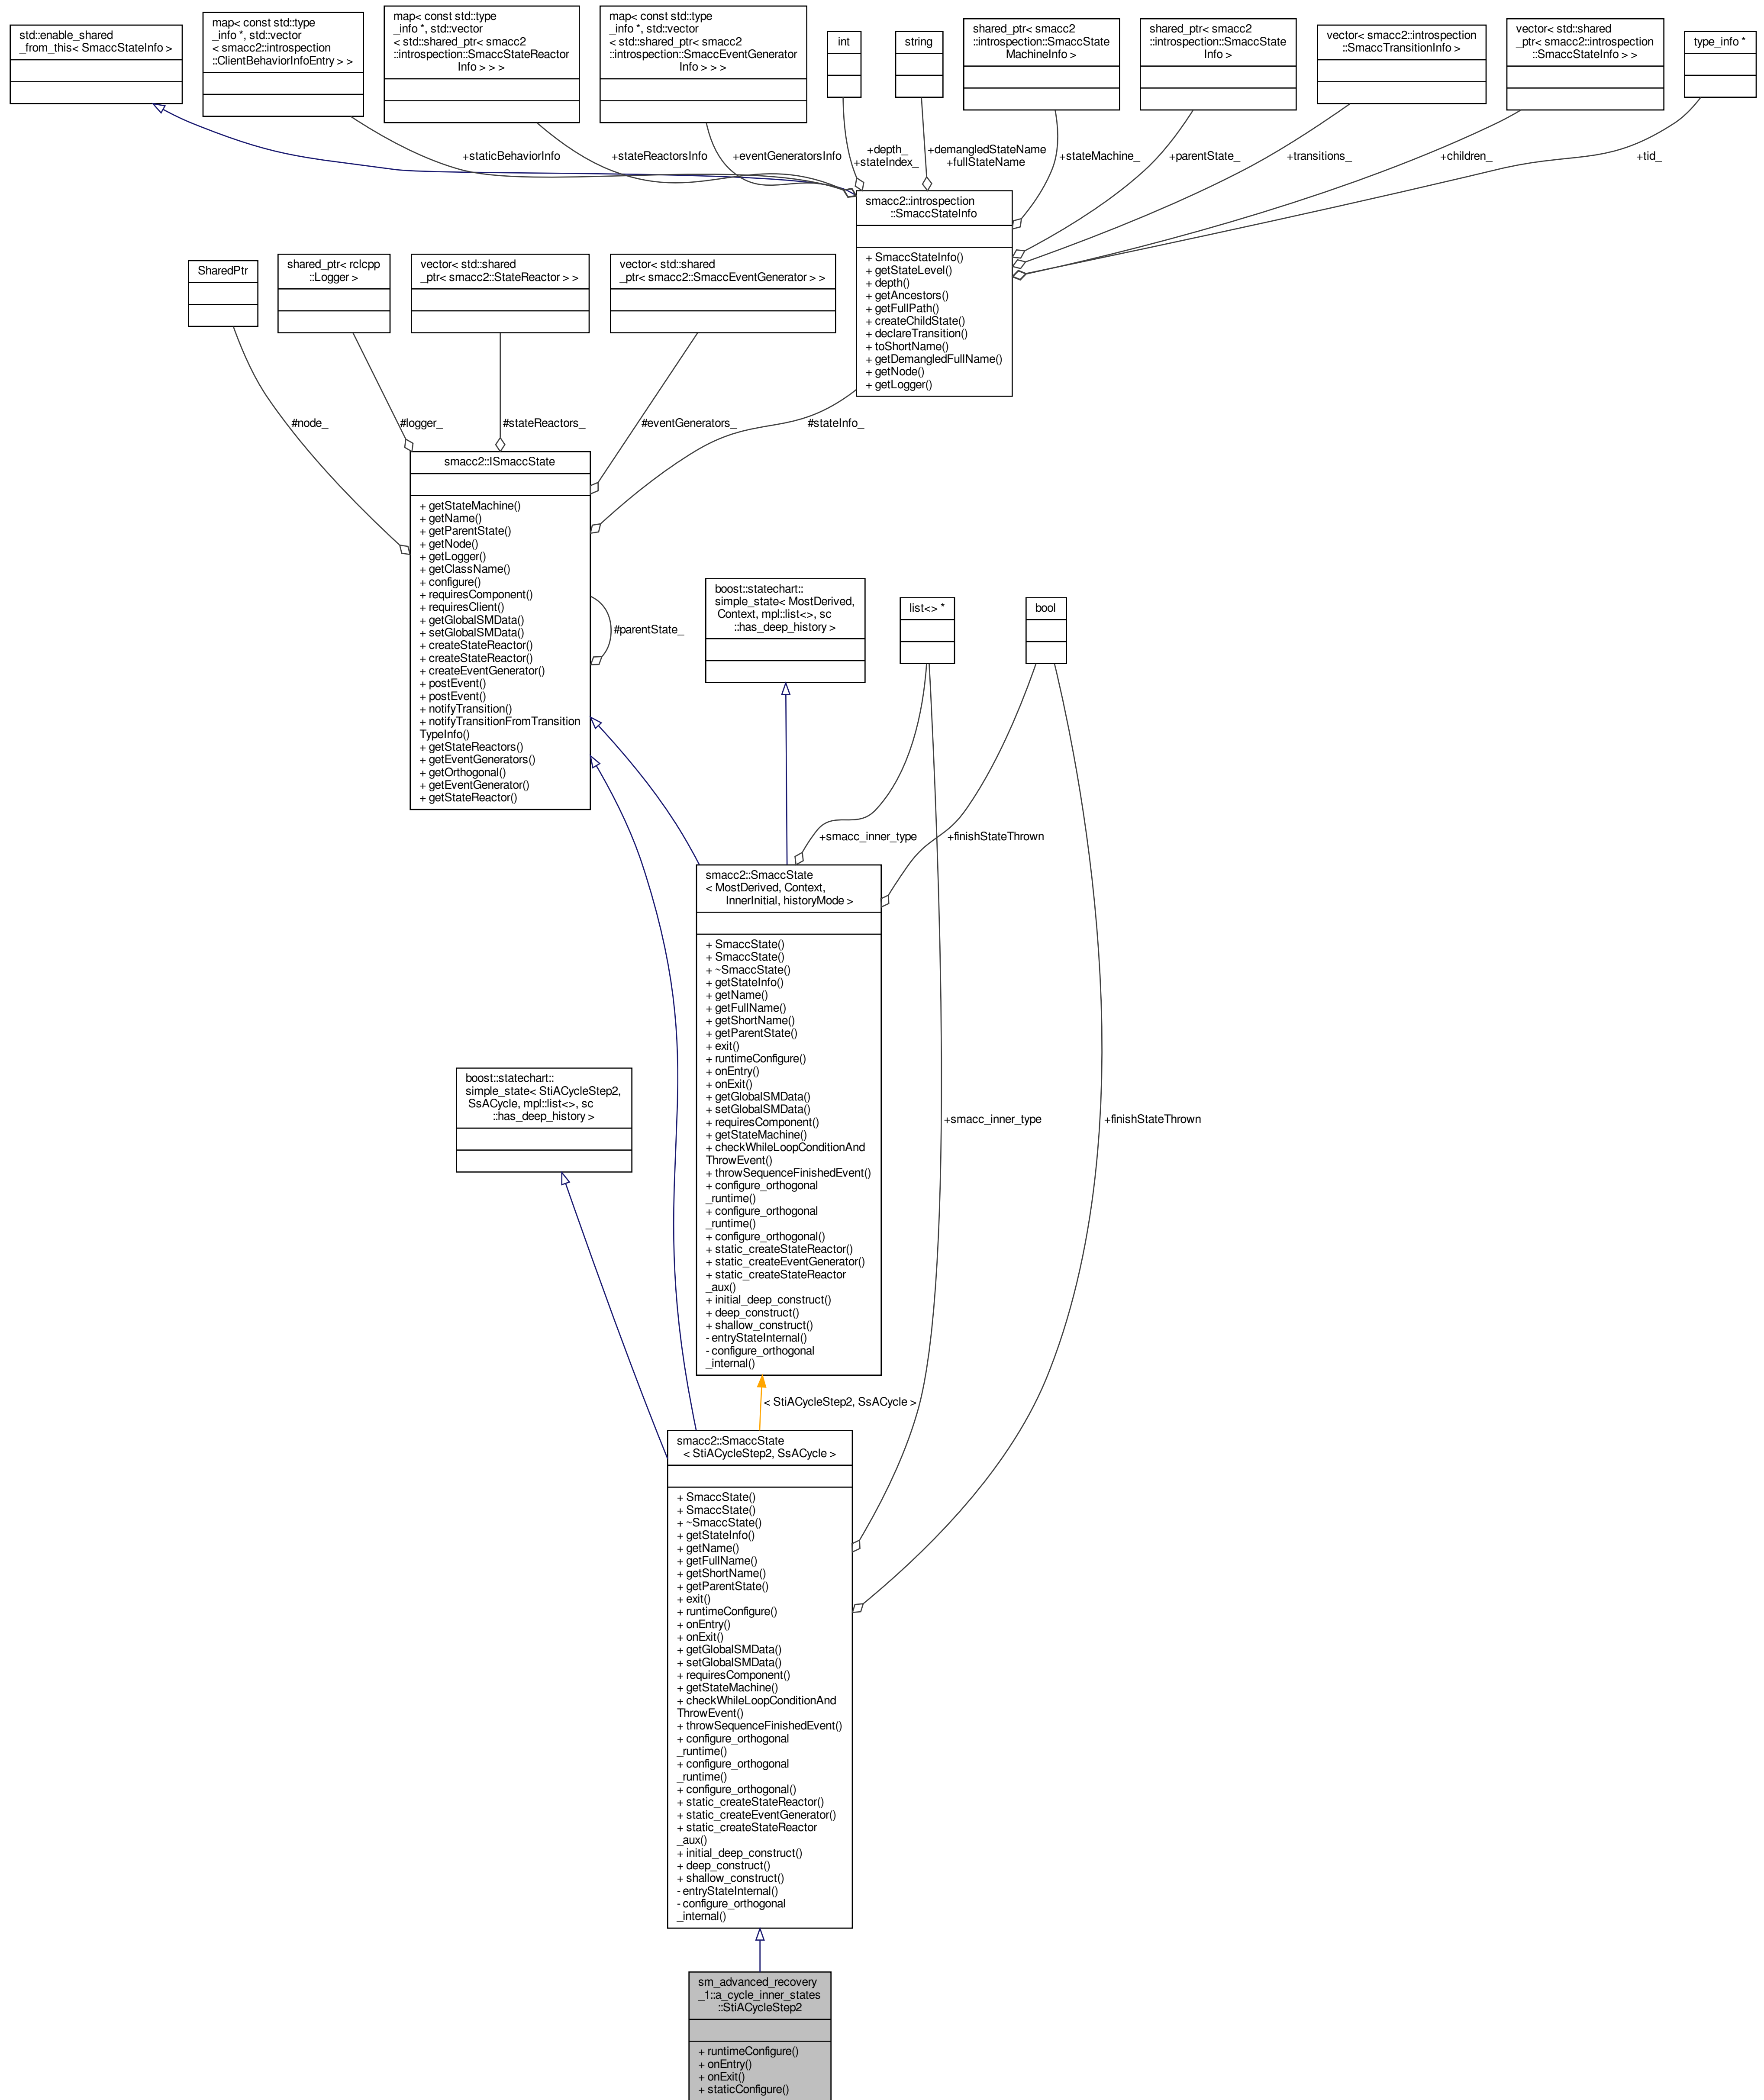 std::enable_shared
_from_this< SmaccStateInfo >
map< const std::type
_info *, std::vector
< smacc2::introspection
::ClientBehaviorInfoEntry > >
map< const std::type
_info *, std::vector
< std::shared_ptr< smacc2
::introspection::SmaccStateReactor
Info > > >
map< const std::type
_info *, std::vector
< std::shared_ptr< smacc2
::introspection::SmaccEventGenerator
Info > > >
int
string
shared_ptr< smacc2
::introspection::SmaccState
MachineInfo >
shared_ptr< smacc2
::introspection::SmaccState
Info >
vector< smacc2::introspection
::SmaccTransitionInfo >
vector< std::shared
_ptr< smacc2::introspection
::SmaccStateInfo > >
type_info *
+staticBehaviorInfo
+stateReactorsInfo
+eventGeneratorsInfo
+depth_
+stateIndex_
+demangledStateName
+fullStateName
+stateMachine_
+parentState_
+transitions_
+children_
+tid_
smacc2::introspection
::SmaccStateInfo
+ SmaccStateInfo()
+ getStateLevel()
+ depth()
+ getAncestors()
+ getFullPath()
+ createChildState()
+ declareTransition()
+ toShortName()
+ getDemangledFullName()
+ getNode()
+ getLogger()
SharedPtr
shared_ptr< rclcpp
::Logger >
vector< std::shared
_ptr< smacc2::StateReactor > >
vector< std::shared
_ptr< smacc2::SmaccEventGenerator > >
#node_
#logger_
#stateReactors_
#eventGenerators_
#stateInfo_
smacc2::ISmaccState
+ getStateMachine()
+ getName()
+ getParentState()
+ getNode()
+ getLogger()
+ getClassName()
+ configure()
+ requiresComponent()
+ requiresClient()
+ getGlobalSMData()
+ setGlobalSMData()
+ createStateReactor()
+ createStateReactor()
+ createEventGenerator()
+ postEvent()
+ postEvent()
+ notifyTransition()
+ notifyTransitionFromTransition
TypeInfo()
+ getStateReactors()
+ getEventGenerators()
+ getOrthogonal()
+ getEventGenerator()
+ getStateReactor()
#parentState_
boost::statechart::
simple_state< MostDerived,
Context, mpl::list<>, sc
::has_deep_history >
list<> *
bool
+smacc_inner_type
+finishStateThrown
smacc2::SmaccState
< MostDerived, Context,
InnerInitial, historyMode >
+ SmaccState()
+ SmaccState()
+ ~SmaccState()
+ getStateInfo()
+ getName()
+ getFullName()
+ getShortName()
+ getParentState()
+ exit()
+ runtimeConfigure()
+ onEntry()
+ onExit()
+ getGlobalSMData()
+ setGlobalSMData()
+ requiresComponent()
+ getStateMachine()
+ checkWhileLoopConditionAnd
ThrowEvent()
+ throwSequenceFinishedEvent()
+ configure_orthogonal
_runtime()
+ configure_orthogonal
_runtime()
+ configure_orthogonal()
+ static_createStateReactor()
+ static_createEventGenerator()
+ static_createStateReactor
_aux()
+ initial_deep_construct()
+ deep_construct()
+ shallow_construct()
- entryStateInternal()
- configure_orthogonal
_internal()
boost::statechart::
simple_state< StiACycleStep2,
SsACycle, mpl::list<>, sc
::has_deep_history >
+smacc_inner_type
+finishStateThrown
< StiACycleStep2, SsACycle >
smacc2::SmaccState
< StiACycleStep2, SsACycle >
+ SmaccState()
+ SmaccState()
+ ~SmaccState()
+ getStateInfo()
+ getName()
+ getFullName()
+ getShortName()
+ getParentState()
+ exit()
+ runtimeConfigure()
+ onEntry()
+ onExit()
+ getGlobalSMData()
+ setGlobalSMData()
+ requiresComponent()
+ getStateMachine()
+ checkWhileLoopConditionAnd
ThrowEvent()
+ throwSequenceFinishedEvent()
+ configure_orthogonal
_runtime()
+ configure_orthogonal
_runtime()
+ configure_orthogonal()
+ static_createStateReactor()
+ static_createEventGenerator()
+ static_createStateReactor
_aux()
+ initial_deep_construct()
+ deep_construct()
+ shallow_construct()
- entryStateInternal()
- configure_orthogonal
_internal()
sm_advanced_recovery
_1::a_cycle_inner_states
::StiACycleStep2
+ runtimeConfigure()
+ onEntry()
+ onExit()
+ staticConfigure()